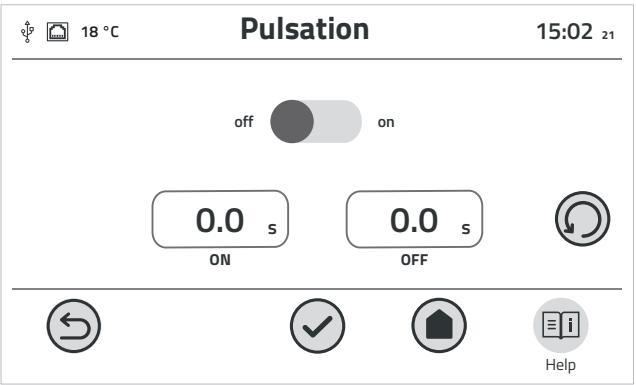 18 °C Pulsation 15:02 21
off on
0.0 s 0.0 s
ON OFF
i
Help